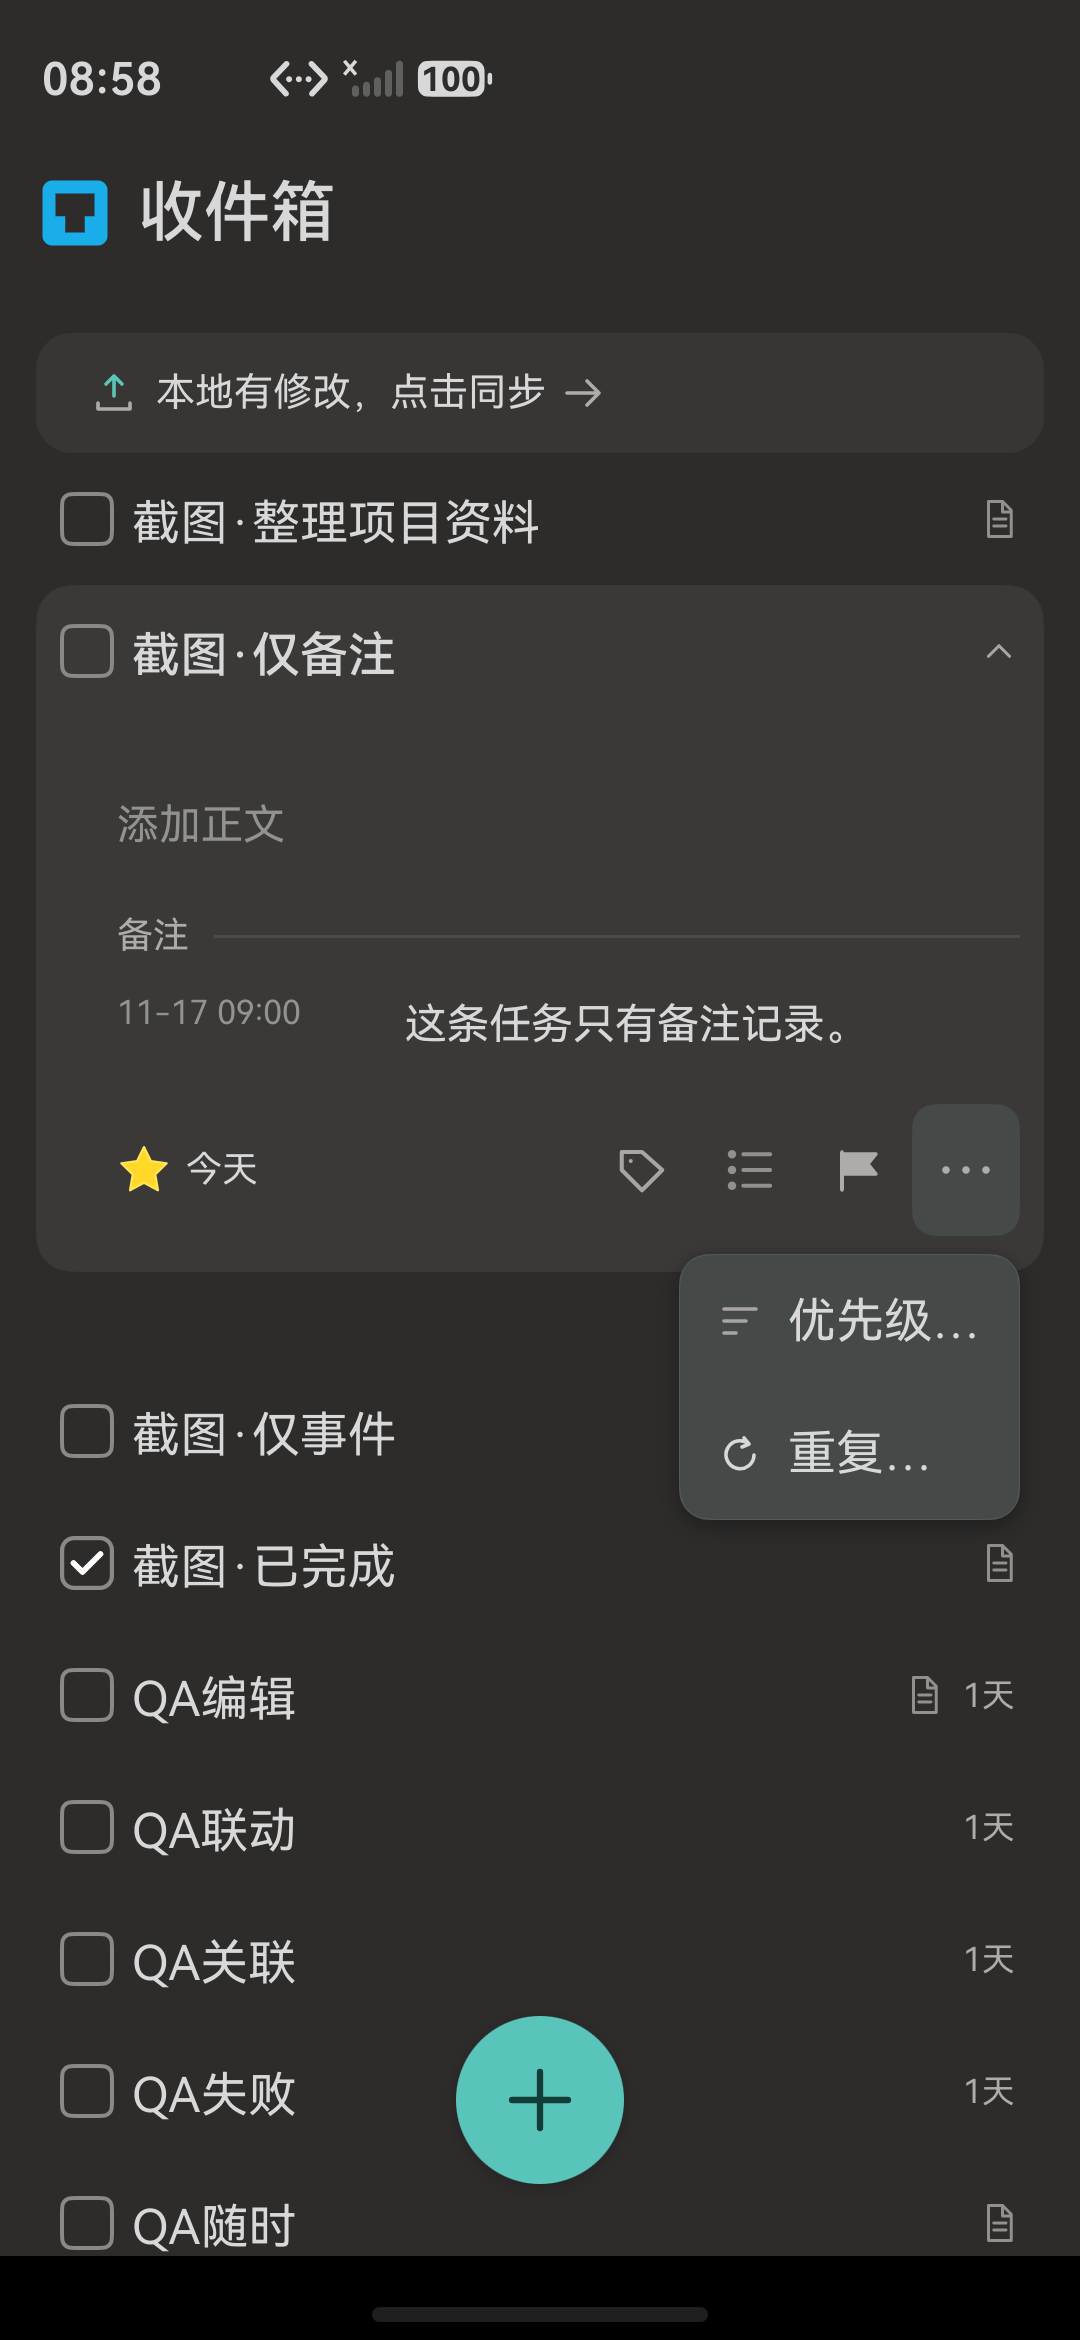 08:58
100
收件箱
本地有修改，点击同步
截图·整理项目资料
截图·仅备注
添加正文
备注
11-17 09:00 这条任务只有备注记录。
今天
优先级...
重复...
截图·仅事件
截图·已完成
QA编辑 1天
QA联动 1天
QA关联 1天
QA失败 1天
QA随时